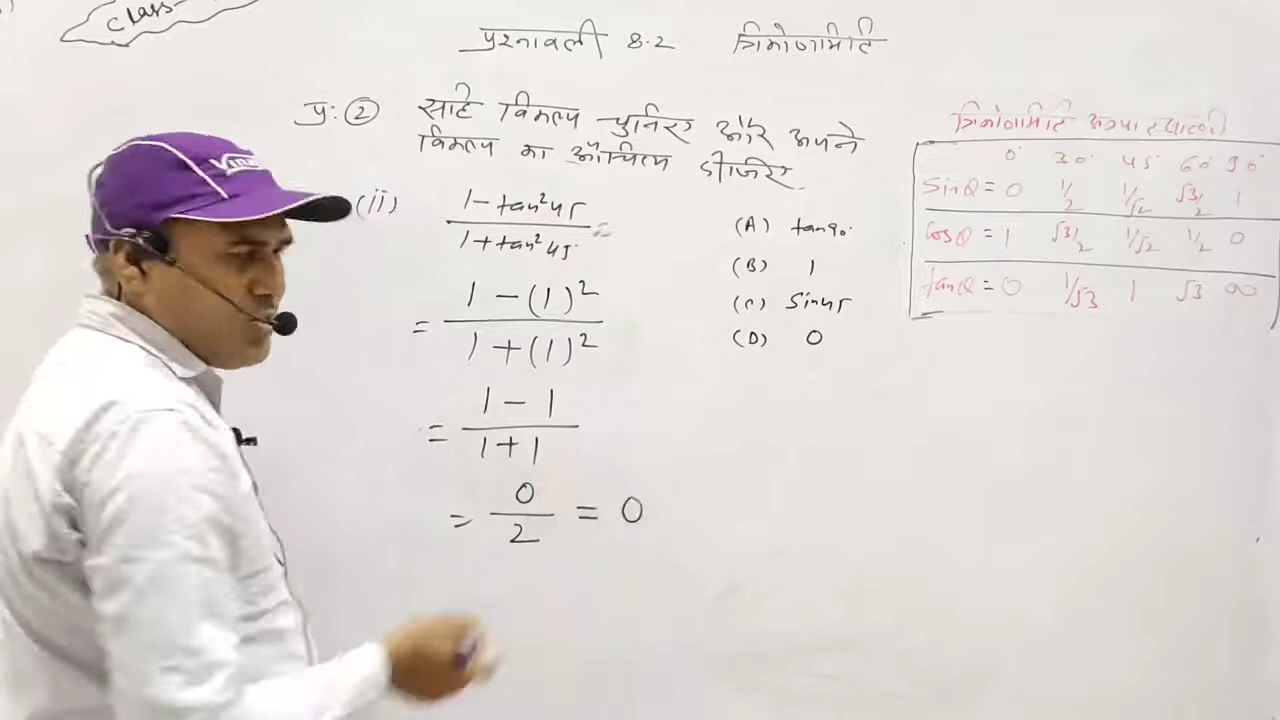 class
प्रश्नावली 8.2 त्रिकोणमिति
प्र: ② सही विकल्प चुनिए और अपने
विकल्प का औचित्य दीजिए.
(ii) 1 - tan²45 / 1 + tan²45° =
= 1 - (1)² / 1 + (1)²
= 1 - 1 / 1 + 1
= 0 / 2 = 0
(A) tan90°
(B) 1
(C) Sin45
(D) 0
त्रिकोणमिति अनुपात सारणी
0° 30° 45 60° 90°
Sinθ = 0 1/2 1/√2 √3/2 1
Cosθ = 1 √3/2 1/√2 1/2 0
tanθ = 0 1/√3 1 √3 ∞